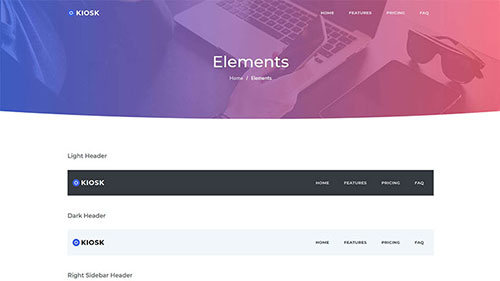 KIOSK HOME FEATURES PRICING FAQ
Elements
Home / Elements
Light Header
KIOSK HOME FEATURES PRICING FAQ
Dark Header
KIOSK HOME FEATURES PRICING FAQ
Right Sidebar Header